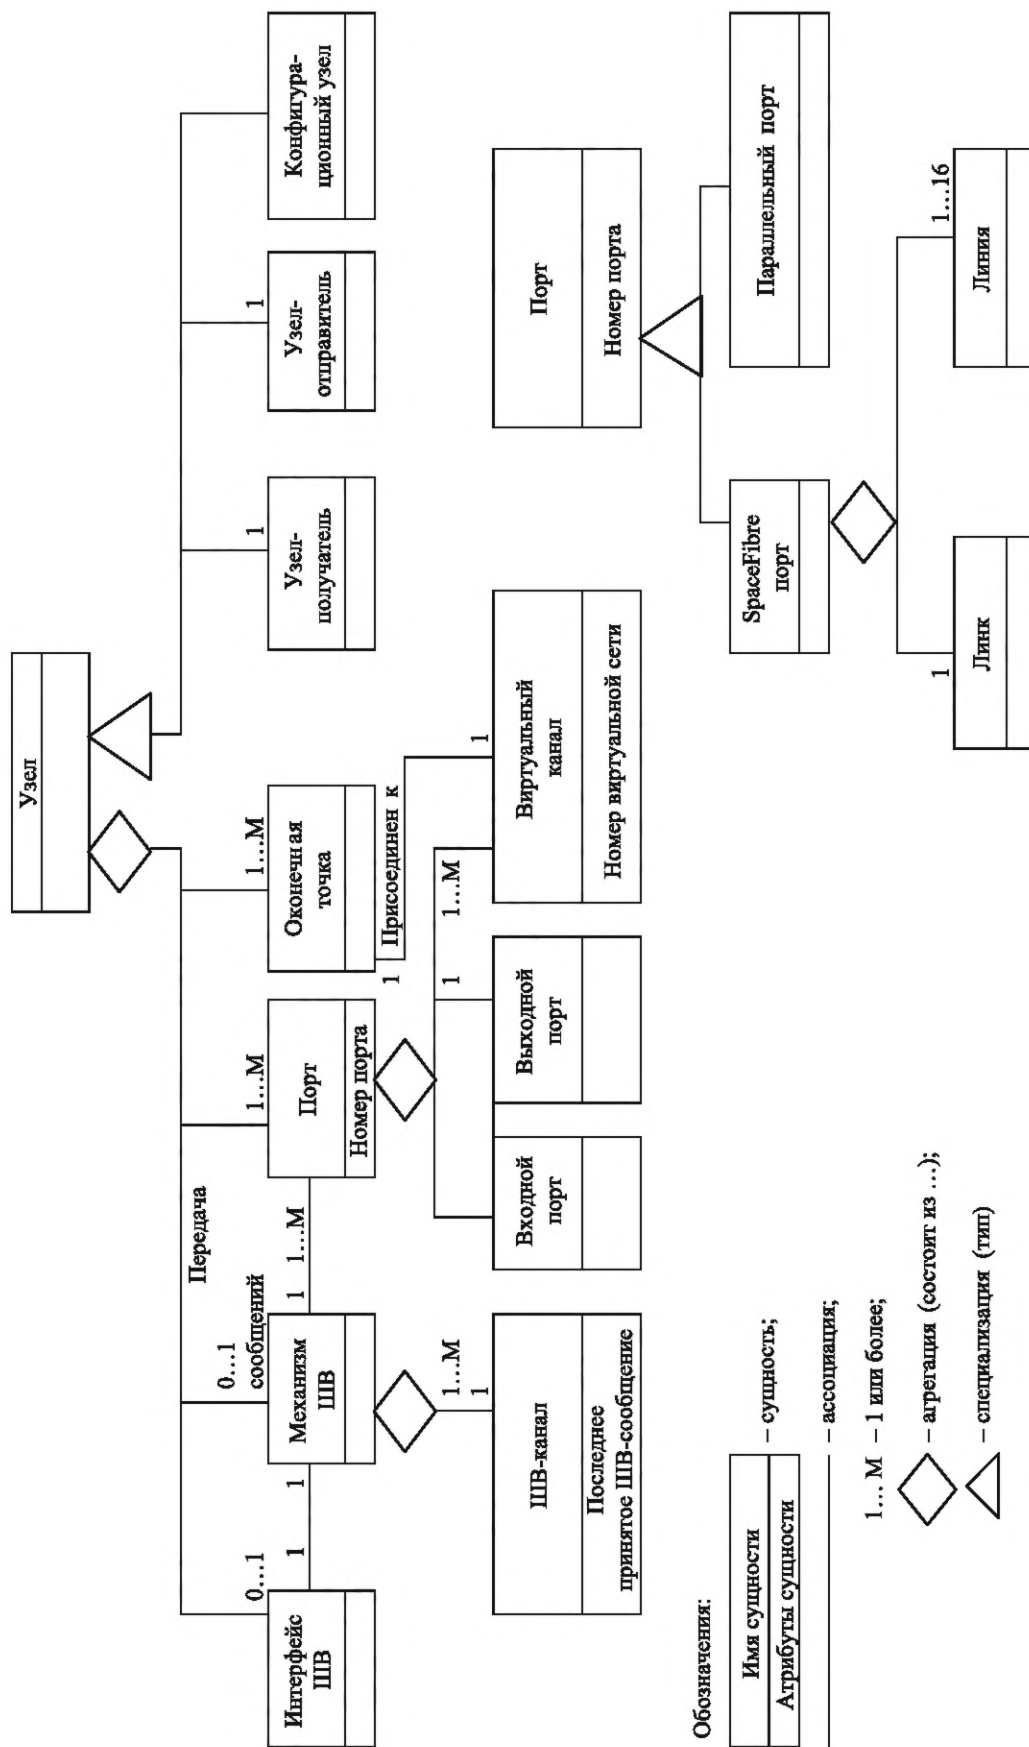 Узел
Интерфейс
ШВ
0…1
1
1
Механизм
ШВ
0…1
сообщений
Передача
1
1…М
Порт
Номер порта
1…М
Оконечная
точка
1…М
Узел-
получатель
1
Узел-
отправитель
1
Конфигура-
ционный узел
1
Присоединен к
1
1…М
1
ШВ-канал
Последнее
принятое ШВ-сообщение
Входной
порт
Выходной
порт
1
1…М
Виртуальный
канал
Номер виртуальной сети
Порт
Номер порта
SpaceFibre
порт
Параллельный порт
1
Линк
1…16
Линия
Обозначения:
Имя сущности
Атрибуты сущности
– сущность;
– ассоциация;
1… М – 1 или более;
– агрегация (состоит из …);
– специализация (тип)